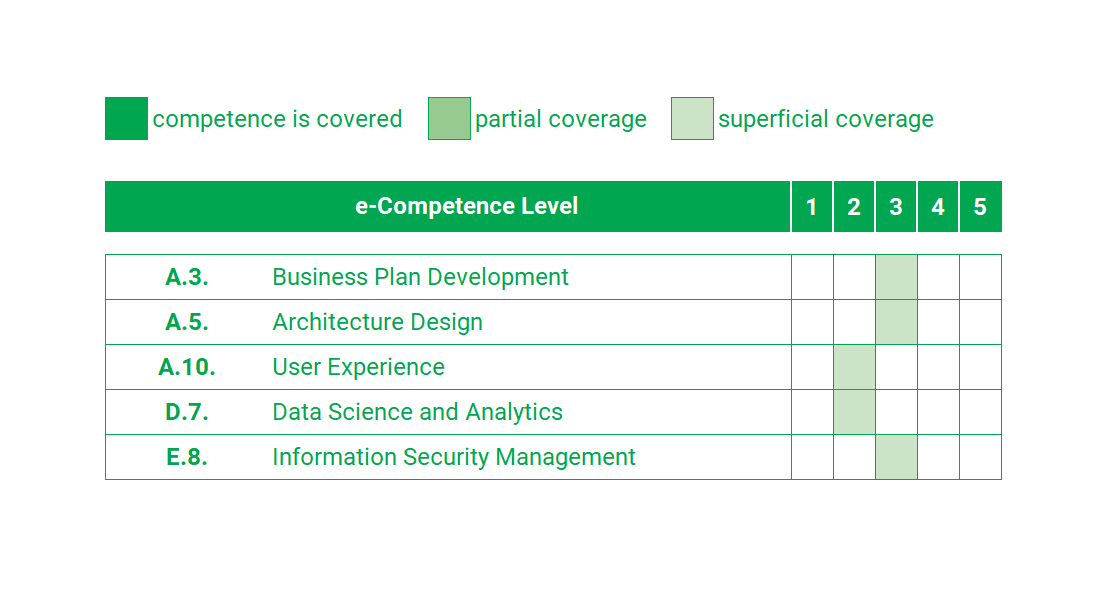 competence is covered partial coverage superficial coverage
e-Competence Level 1 2 3 4 5
A.3. Business Plan Development
A.5. Architecture Design
A.10. User Experience
D.7. Data Science and Analytics
E.8. Information Security Management